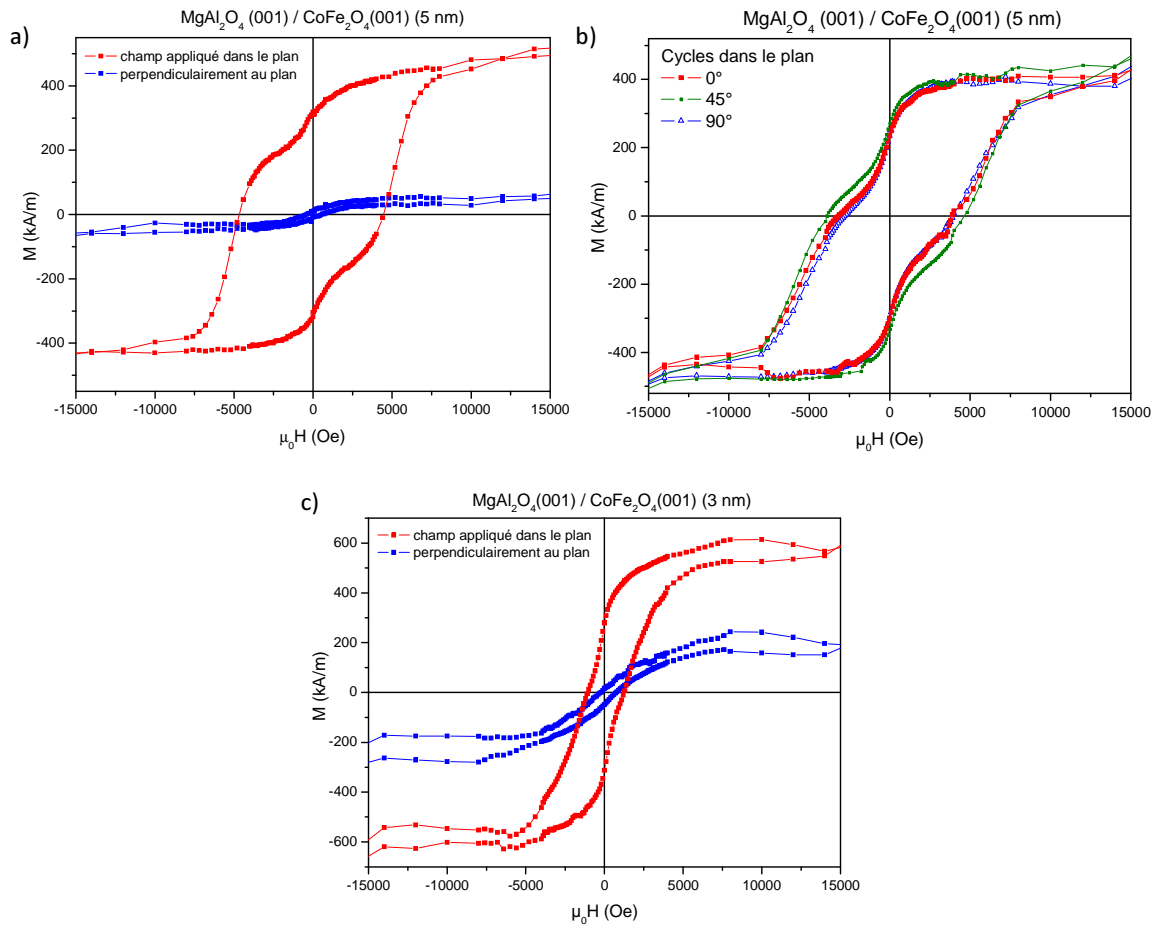 a)
MgAl₂O₄ (001) / CoFe₂O₄(001) (5 nm)
champ appliqué dans le plan
perpendiculairement au plan
M (kA/m)
400
200
0
-200
-400
-15000 -10000 -5000 0 5000 10000 15000
μ₀H (Oe)
b)
MgAl₂O₄ (001) / CoFe₂O₄(001) (5 nm)
Cycles dans le plan
0°
45°
90°
M (kA/m)
400
200
0
-200
-400
-15000 -10000 -5000 0 5000 10000 15000
μ₀H (Oe)
c)
MgAl₂O₄(001) / CoFe₂O₄(001) (3 nm)
champ appliqué dans le plan
perpendiculairement au plan
M (kA/m)
600
400
200
0
-200
-400
-600
-15000 -10000 -5000 0 5000 10000 15000
μ₀H (Oe)